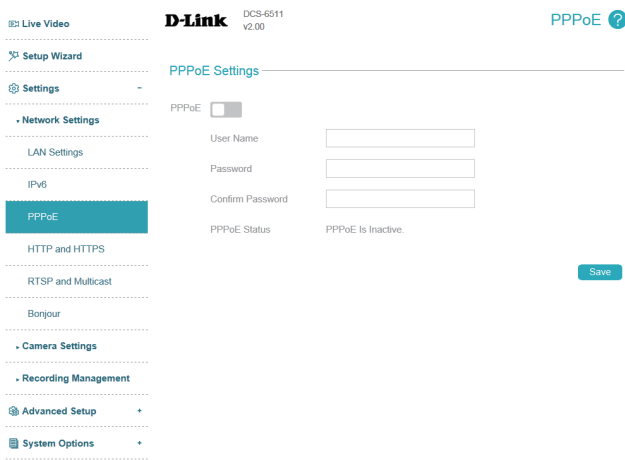 Live Video
Setup Wizard
Settings -
Network Settings
LAN Settings
IPv6
PPPoE
HTTP and HTTPS
RTSP and Multicast
Bonjour
Camera Settings
Recording Management
Advanced Setup +
System Options +
D-Link DCS-6511
v2.00
PPPoE ?
PPPoE Settings
PPPoE
User Name
Password
Confirm Password
PPPoE Status PPPoE Is Inactive.
Save